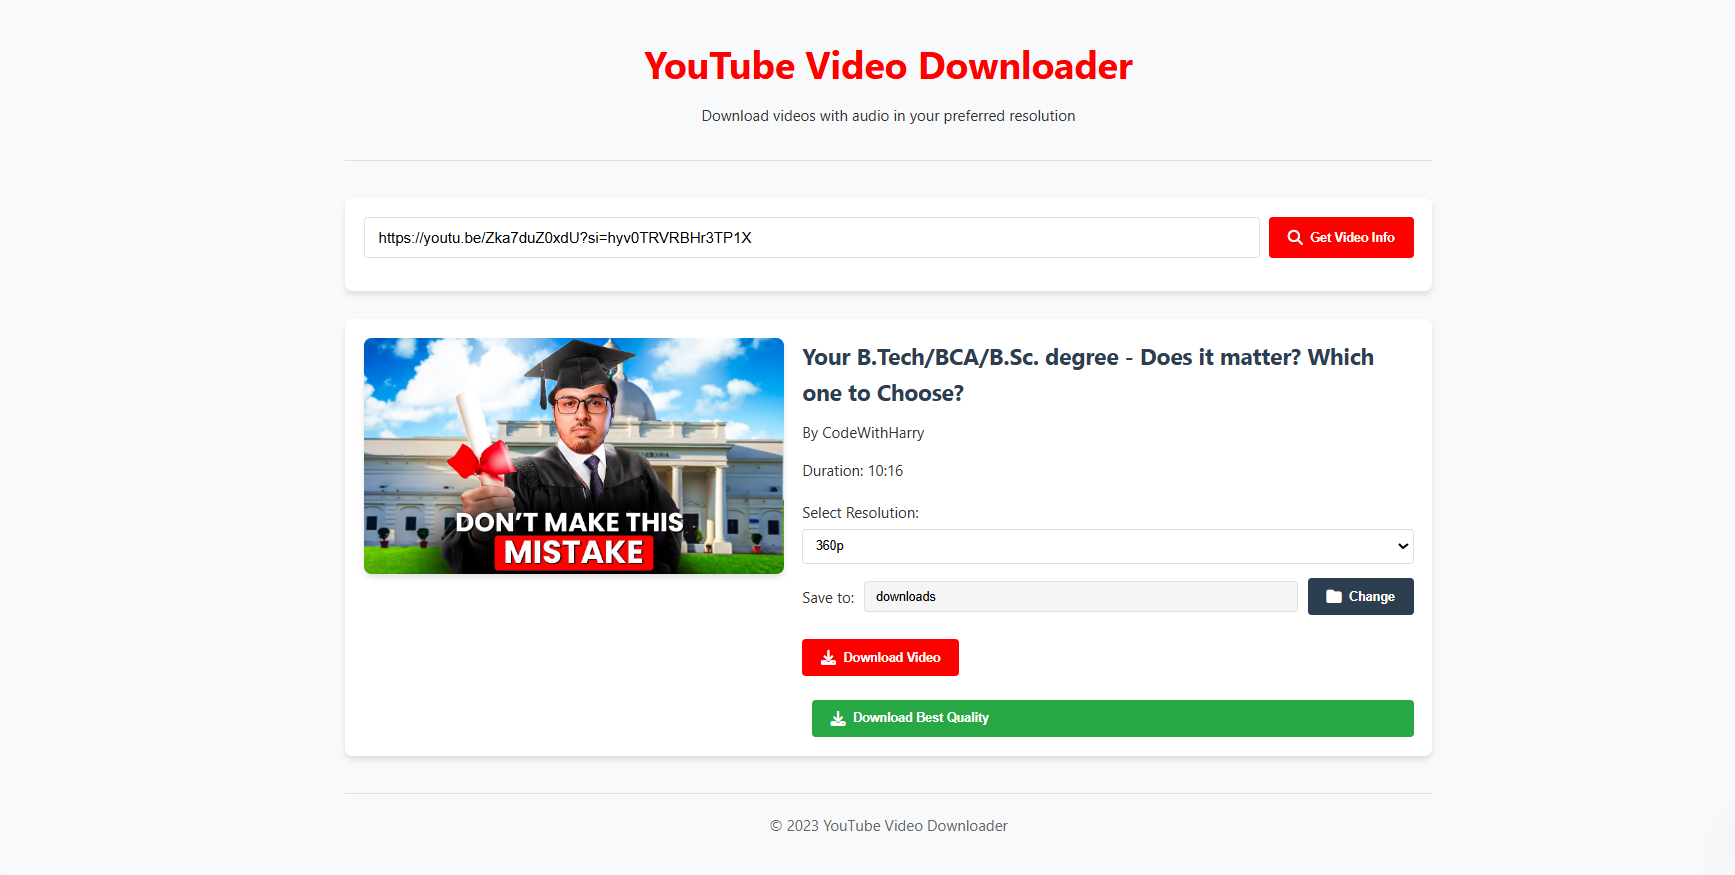 YouTube Video Downloader
Download videos with audio in your preferred resolution
https://youtu.be/Zka7duZ0xdU?si=hyv0TRVRBHr3TP1X
Get Video Info
DON'T MAKE THIS
MISTAKE
Your B.Tech/BCA/B.Sc. degree - Does it matter? Which
one to Choose?
By CodeWithHarry
Duration: 10:16
Select Resolution:
360p
Save to:
downloads
Change
Download Video
Download Best Quality
© 2023 YouTube Video Downloader